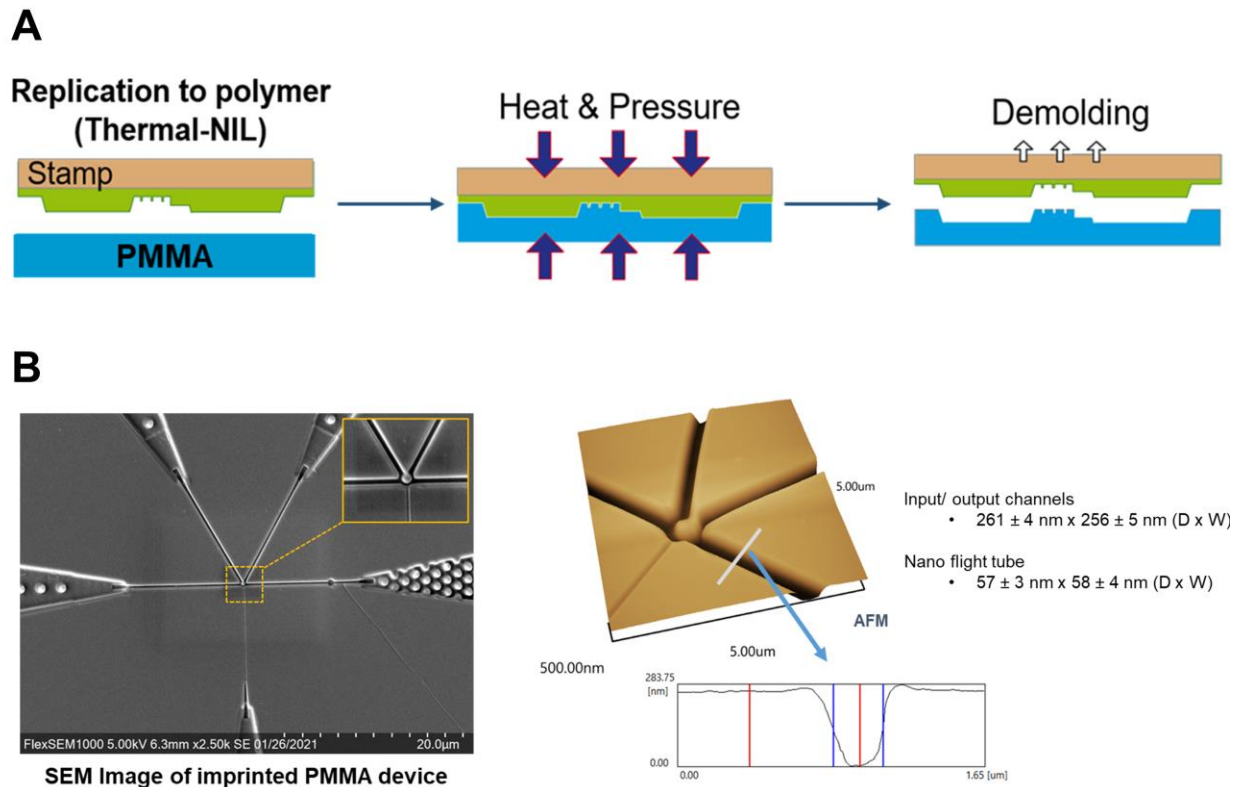 A
Replication to polymer
(Thermal-NIL)
Stamp
PMMA
Heat & Pressure
Demolding
B
FlexSEM1000 5.00kV 6.3mm x2.50k SE 01/26/2021
20.0µm
SEM Image of imprinted PMMA device
5.00um
5.00um
500.00nm
AFM
Input/ output channels
• 261 ± 4 nm x 256 ± 5 nm (D x W)
Nano flight tube
• 57 ± 3 nm x 58 ± 4 nm (D x W)
283.75
[nm]
0.00
0.00
1.65 [um]